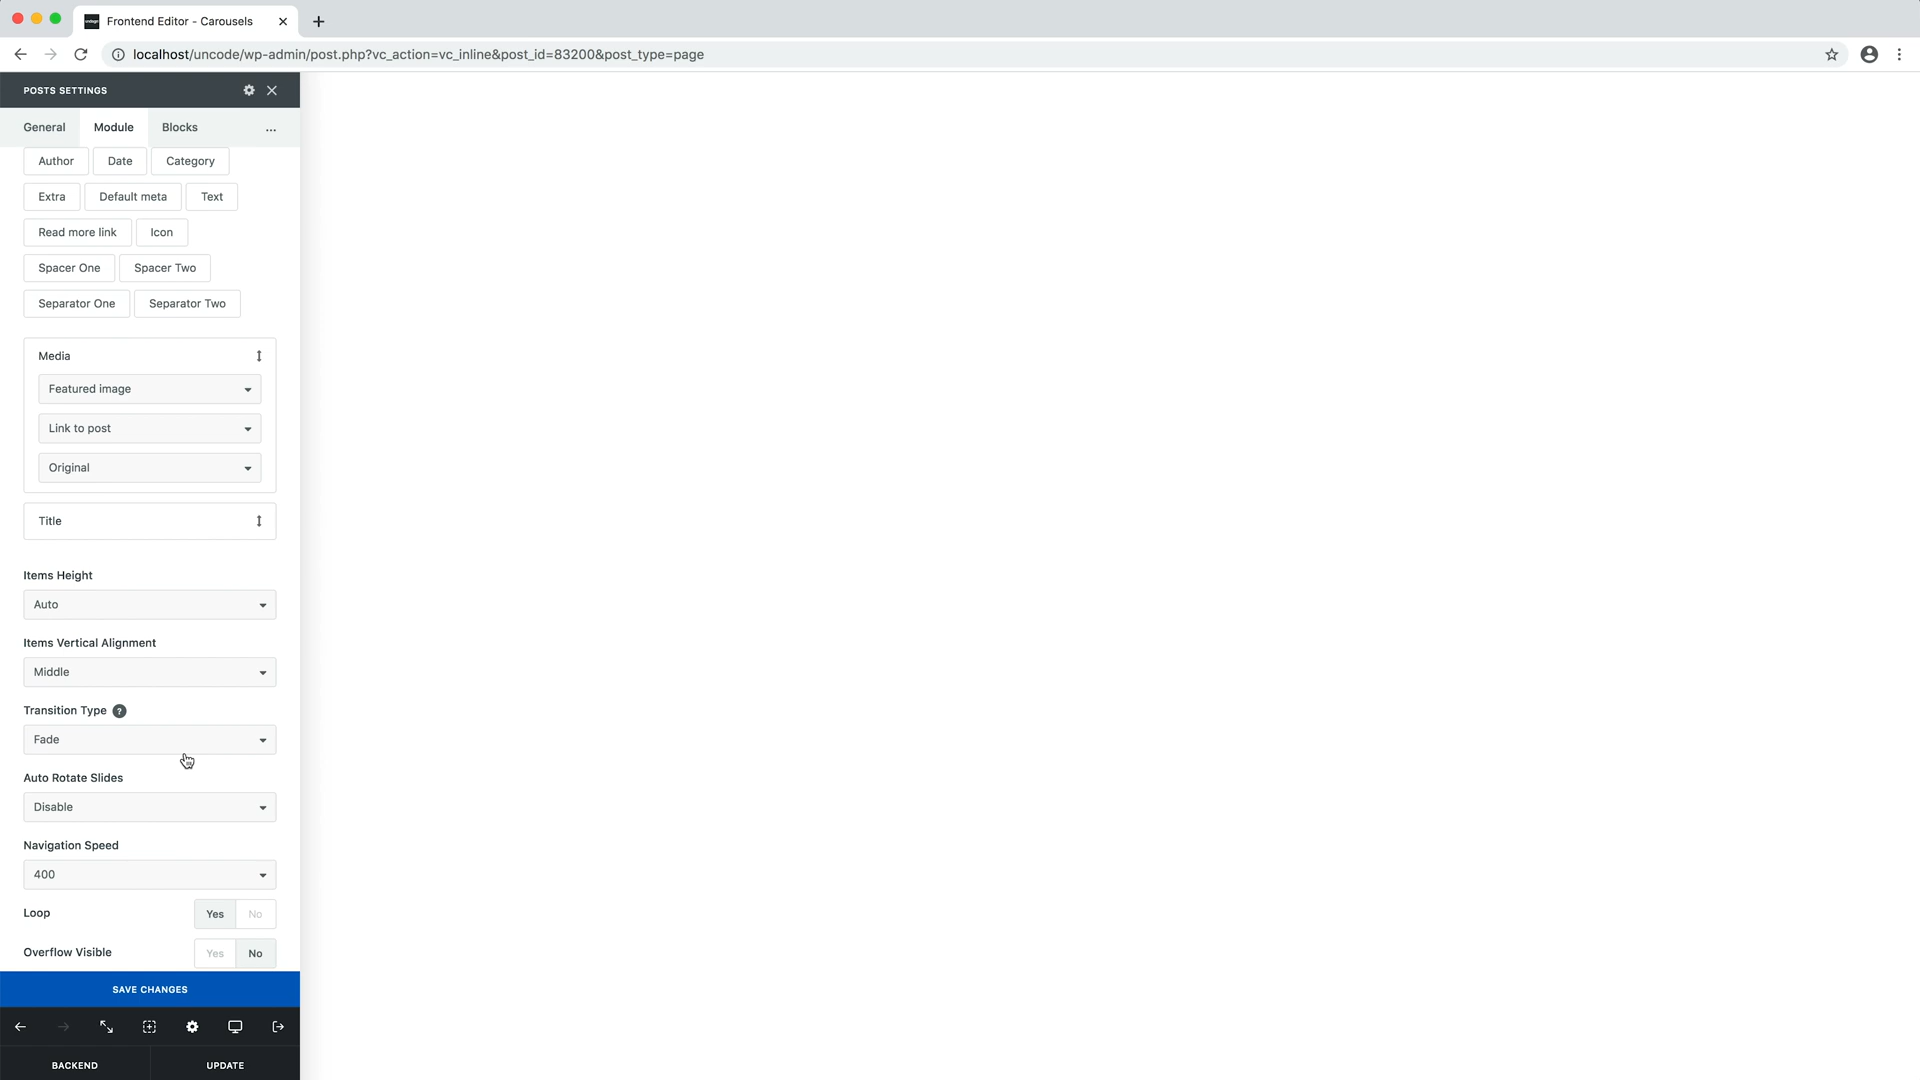 Frontend Editor - Carousels
localhost/uncode/wp-admin/post.php?vc_action=vc_inline&post_id=83200&post_type=page
POSTS SETTINGS
General Module Blocks ...
Author Date Category
Extra Default meta Text
Read more link Icon
Spacer One Spacer Two
Separator One Separator Two
Media
Featured image
Link to post
Original
Title
Items Height
Auto
Items Vertical Alignment
Middle
Transition Type ?
Fade
Auto Rotate Slides
Disable
Navigation Speed
400
Loop Yes No
Overflow Visible Yes No
SAVE CHANGES
BACKEND UPDATE